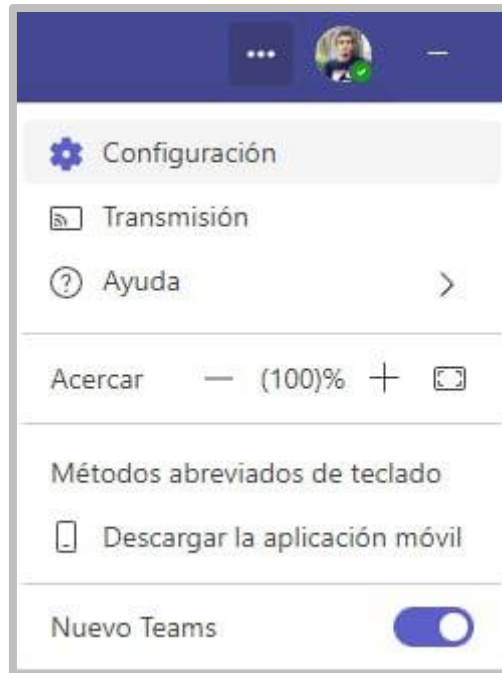 Configuración
Transmisión
Ayuda
Acercar — (100)% +
Métodos abreviados de teclado
Descargar la aplicación móvil
Nuevo Teams